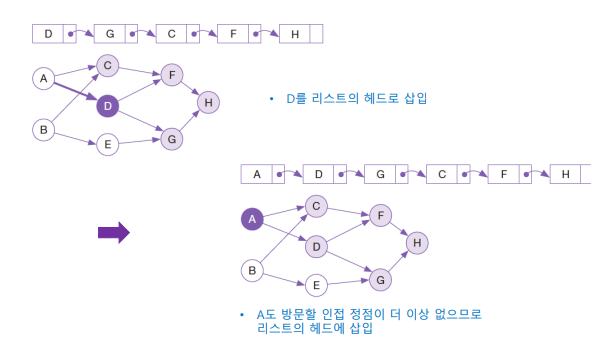 D G C F H
A C F D H B E G
• D를 리스트의 헤드로 삽입
A D G C F H
A C F D H B E G
• A도 방문할 인접 정점이 더 이상 없으므로
리스트의 헤드에 삽입